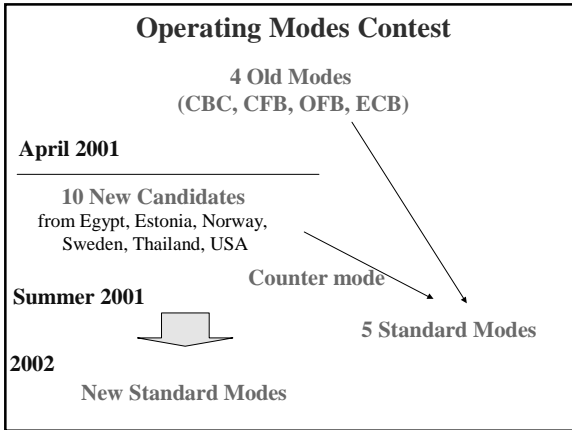 Operating Modes Contest
4 Old Modes
(CBC, CFB, OFB, ECB)
April 2001
10 New Candidates
from Egypt, Estonia, Norway,
Sweden, Thailand, USA
Counter mode
Summer 2001
5 Standard Modes
2002
New Standard Modes